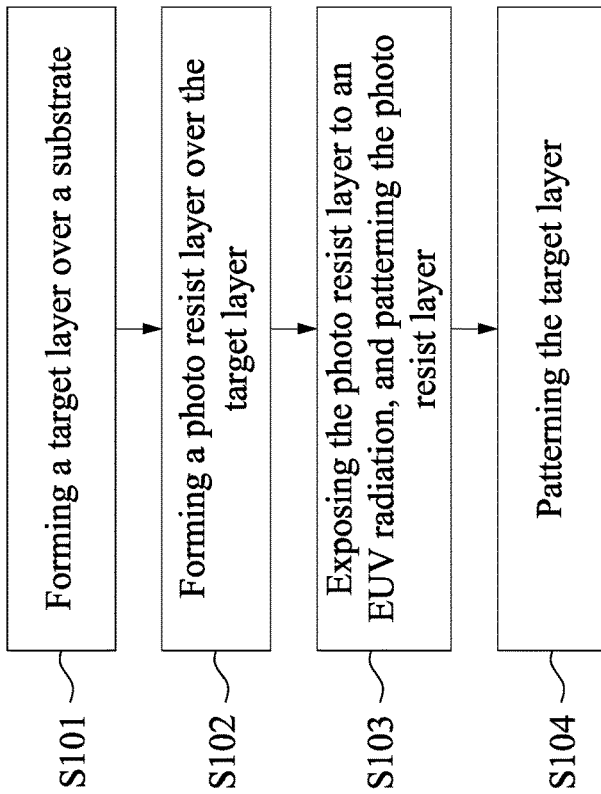 S101
Forming a target layer over a substrate
S102
Forming a photo resist layer over the
target layer
S103
Exposing the photo resist layer to an
EUV radiation, and patterning the photo
resist layer
S104
Patterning the target layer